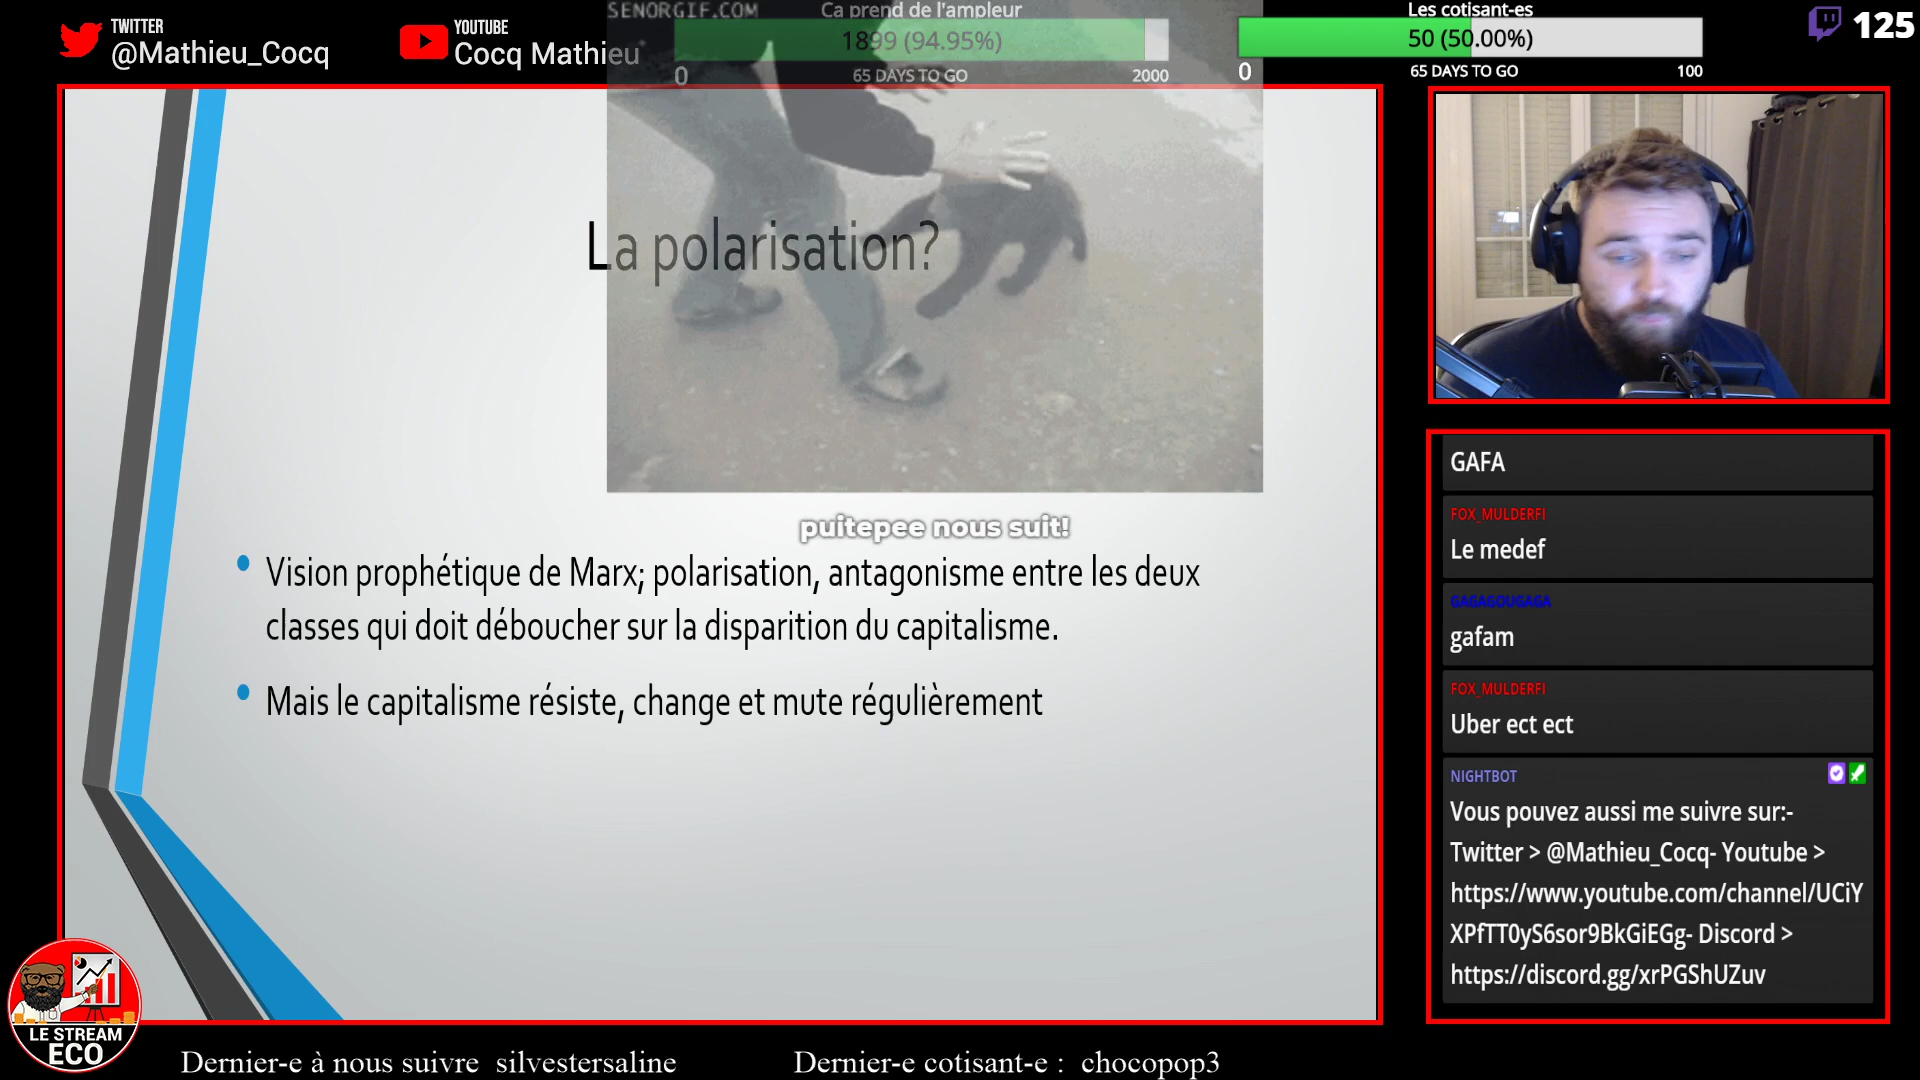 TWITTER
@Mathieu_Cocq
YOUTUBE
Cocq Mathieu
SENORGIF.COM
Ca prend de l'ampleur
1899 (94.95%)
0
65 DAYS TO GO
2000
Les cotisant-es
50 (50.00%)
0
65 DAYS TO GO
100
125
La polarisation?
puitepee nous suit!
• Vision prophétique de Marx; polarisation, antagonisme entre les deux
classes qui doit déboucher sur la disparition du capitalisme.
• Mais le capitalisme résiste, change et mute régulièrement
GAFA
FOX_MULDERFI
Le medef
GAGAGOUGAGA
gafam
FOX_MULDERFI
Uber ect ect
NIGHTBOT
Vous pouvez aussi me suivre sur:-
Twitter > @Mathieu_Cocq- Youtube >
https://www.youtube.com/channel/UCiY
XPfTT0yS6sor9BkGiEGg- Discord >
https://discord.gg/xrPGShUZuv
LE STREAM
ECO
Dernier-e à nous suivre silvestersaline
Dernier-e cotisant-e : chocopop3